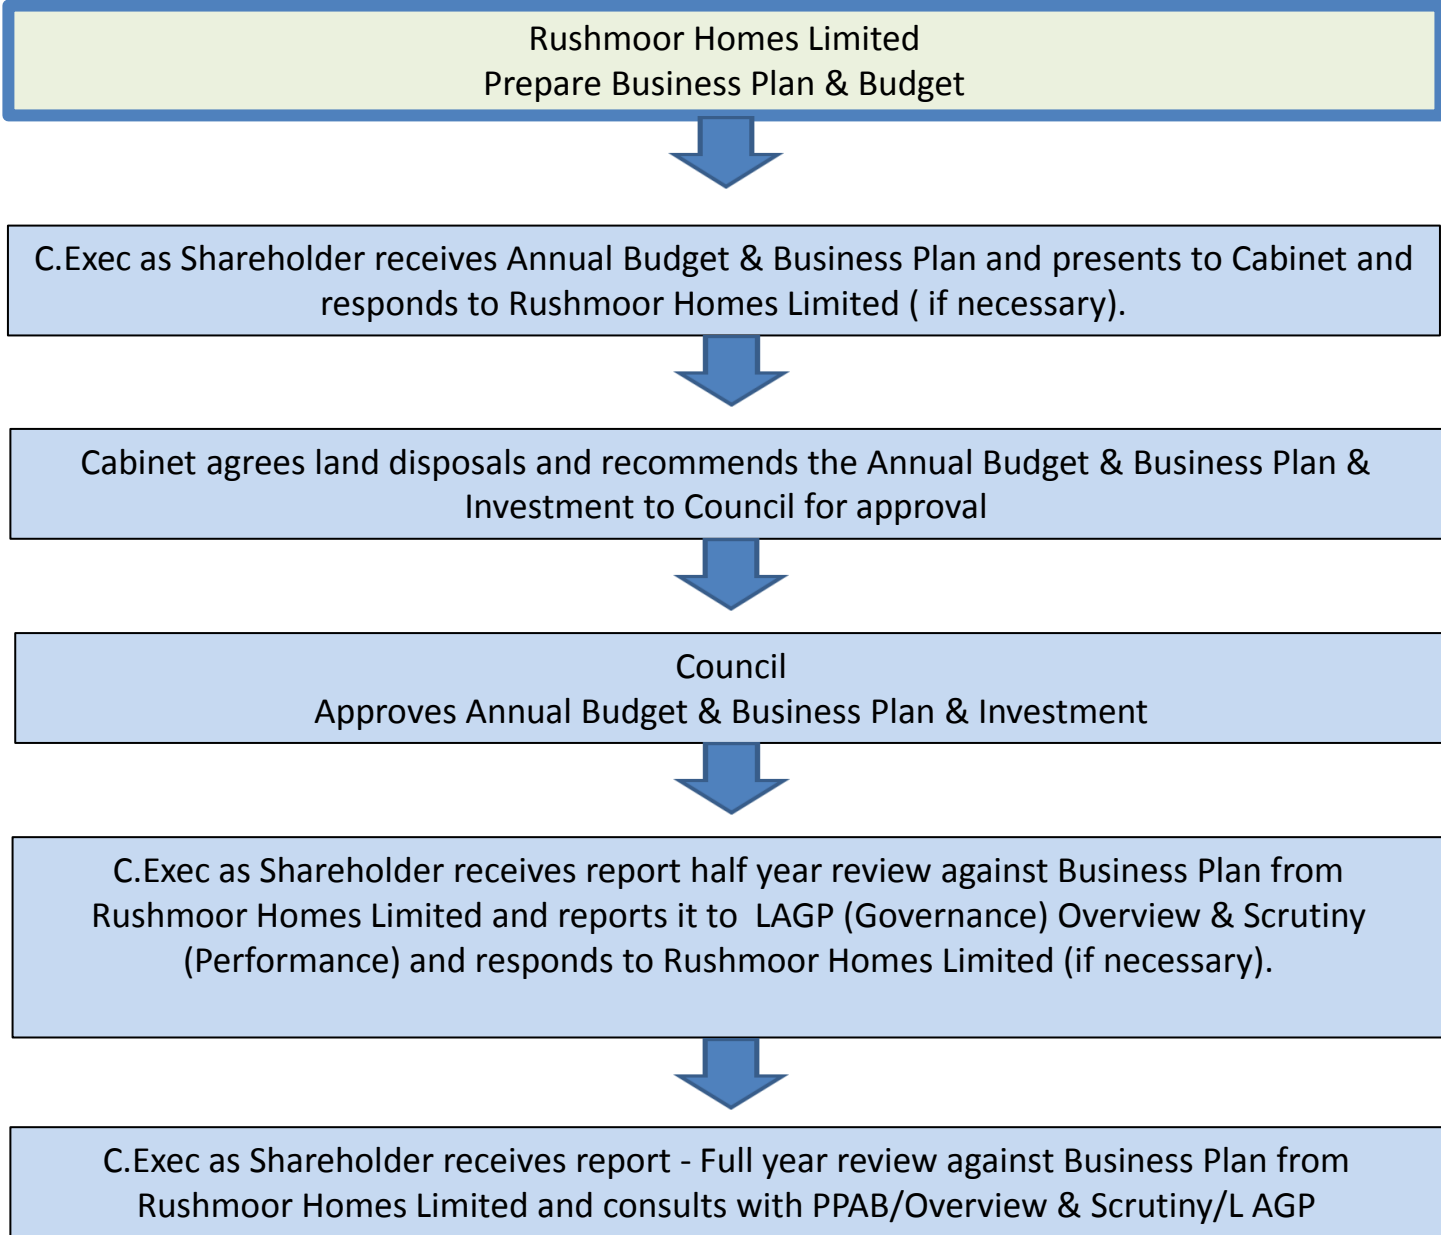 Rushmoor Homes Limited
Prepare Business Plan & Budget
C.Exec as Shareholder receives Annual Budget & Business Plan and presents to Cabinet and
responds to Rushmoor Homes Limited ( if necessary).
Cabinet agrees land disposals and recommends the Annual Budget & Business Plan &
Investment to Council for approval
Council
Approves Annual Budget & Business Plan & Investment
C.Exec as Shareholder receives report half year review against Business Plan from
Rushmoor Homes Limited and reports it to  LAGP (Governance) Overview & Scrutiny
(Performance) and responds to Rushmoor Homes Limited (if necessary).
C.Exec as Shareholder receives report - Full year review against Business Plan from
Rushmoor Homes Limited and consults with PPAB/Overview & Scrutiny/L AGP